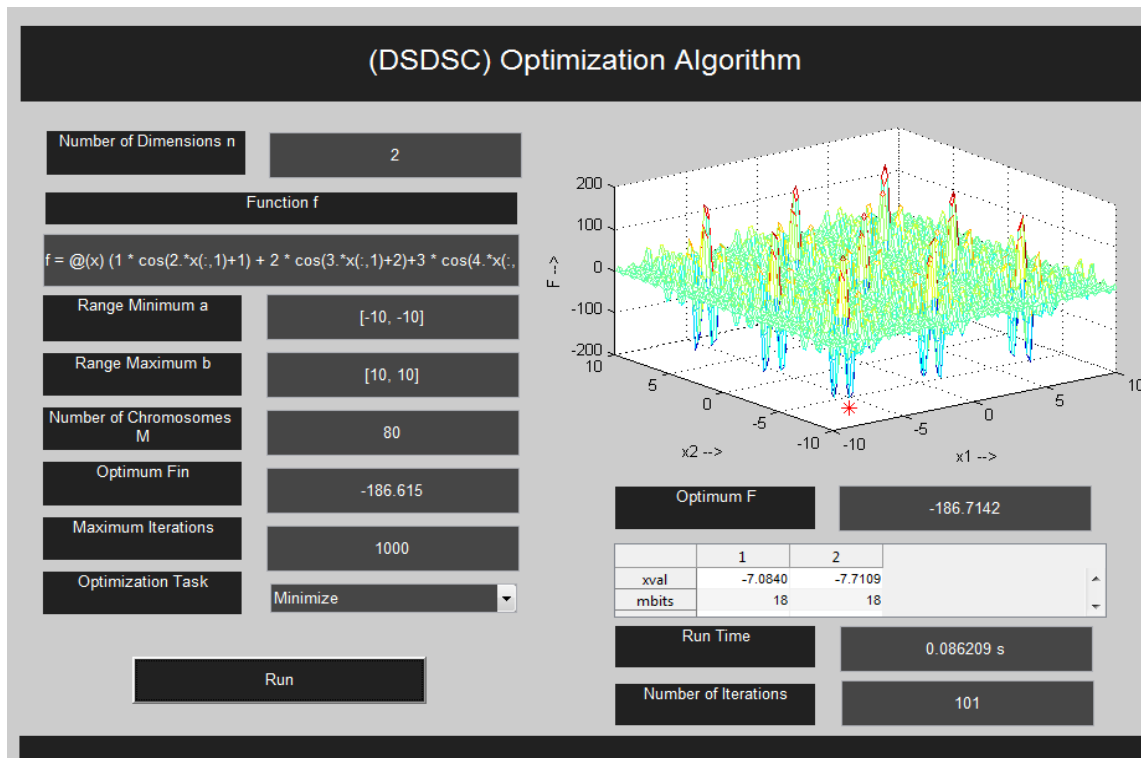 (DSDSC) Optimization Algorithm
Number of Dimensions n
2
Function f
f = @(x) (1 * cos(2.*x(:,1)+1) + 2 * cos(3.*x(:,1)+2)+3 * cos(4.*x(:,
Range Minimum a
[-10, -10]
Range Maximum b
[10, 10]
Number of Chromosomes
M
80
Optimum Fin
-186.615
Maximum Iterations
1000
Optimization Task
Minimize
Run
200
100
0
-100
-200
F -->
10
5
0
-5
-10
x2 -->
-10
-5
0
5
10
x1 -->
Optimum F
-186.7142
1 2
xval -7.0840 -7.7109
mbits 18 18
Run Time
0.086209 s
Number of Iterations
101